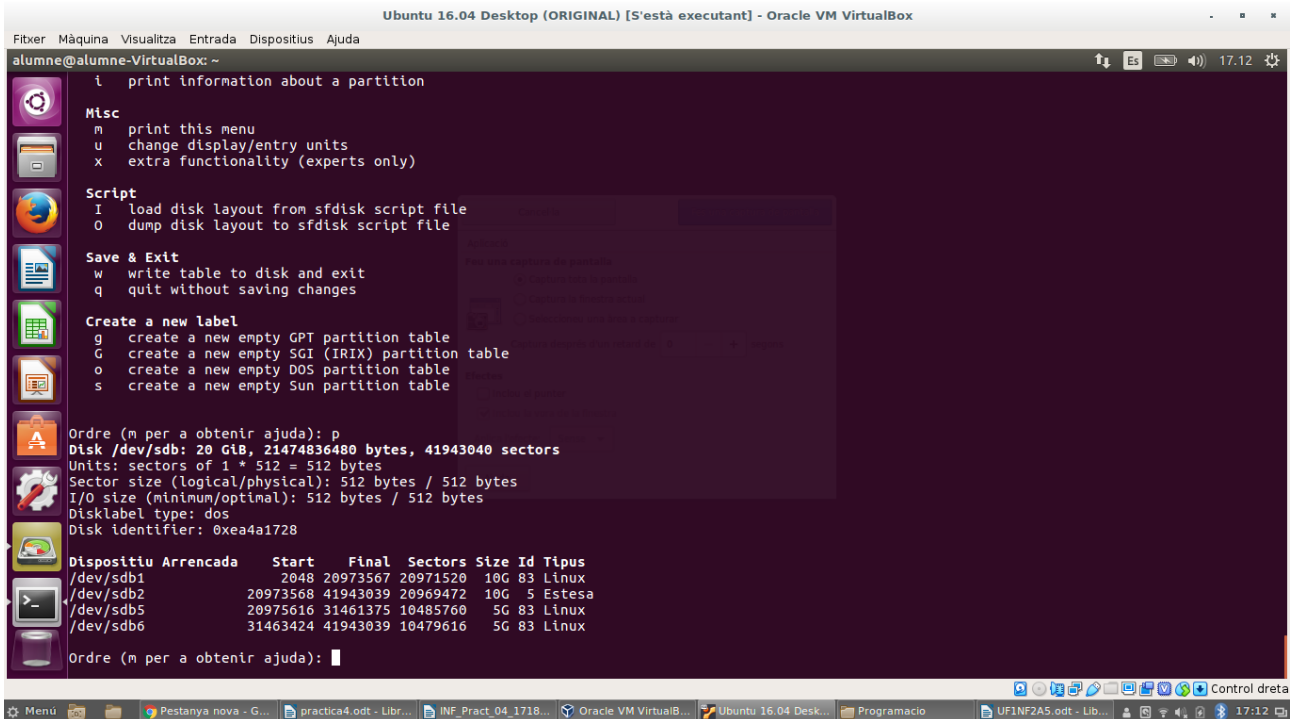 Ubuntu 16.04 Desktop (ORIGINAL) [S'està executant] - Oracle VM VirtualBox
Fitxer Màquina Visualitza Entrada Dispositius Ajuda
alumne@alumne-VirtualBox: ~ Es 17.12
i print information about a partition
Misc
m print this menu
u change display/entry units
x extra functionality (experts only)
Script
I load disk layout from sfdisk script file
O dump disk layout to sfdisk script file
Save & Exit
w write table to disk and exit
q quit without saving changes
Create a new label
g create a new empty GPT partition table
G create a new empty SGI (IRIX) partition table
o create a new empty DOS partition table
s create a new empty Sun partition table
Ordre (m per a obtenir ajuda): p
Disk /dev/sdb: 20 GiB, 21474836480 bytes, 41943040 sectors
Units: sectors of 1 * 512 = 512 bytes
Sector size (logical/physical): 512 bytes / 512 bytes
I/O size (minimum/optimal): 512 bytes / 512 bytes
Disklabel type: dos
Disk identifier: 0xea4a1728
Dispositiu Arrencada Start Final Sectors Size Id Tipus
/dev/sdb1 2048 20973567 20971520 10G 83 Linux
/dev/sdb2 20973568 41943039 20969472 10G 5 Estesa
/dev/sdb5 20975616 31461375 10485760 5G 83 Linux
/dev/sdb6 31463424 41943039 10479616 5G 83 Linux
Ordre (m per a obtenir ajuda):
Control dreta
Menú Pestanya nova - G... practica4.odt - Libr... INF_Pract_04_1718... Oracle VM VirtualB... Ubuntu 16.04 Desk... Programacio UF1NF2A5.odt - Lib... 17:12